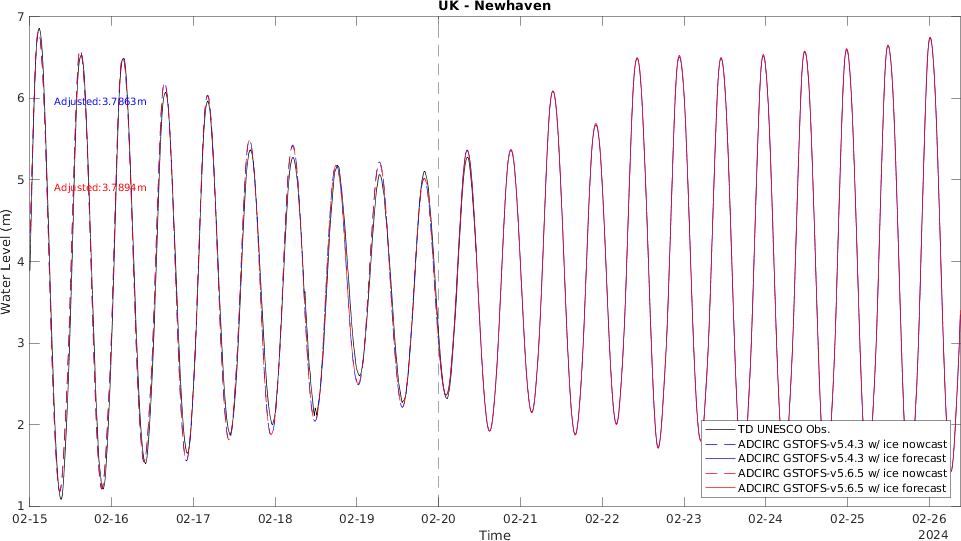 UK - Newhaven
7
6
5
4
3
2
1
Water Level (m)
Adjusted:3.7863m
Adjusted:3.7894m
TD UNESCO Obs.
ADCIRC GSTOFS-v5.4.3 w/ ice nowcast
ADCIRC GSTOFS-v5.4.3 w/ ice forecast
ADCIRC GSTOFS-v5.6.5 w/ ice nowcast
ADCIRC GSTOFS-v5.6.5 w/ ice forecast
02-15 02-16 02-17 02-18 02-19 02-20 02-21 02-22 02-23 02-24 02-25 02-26
Time
2024